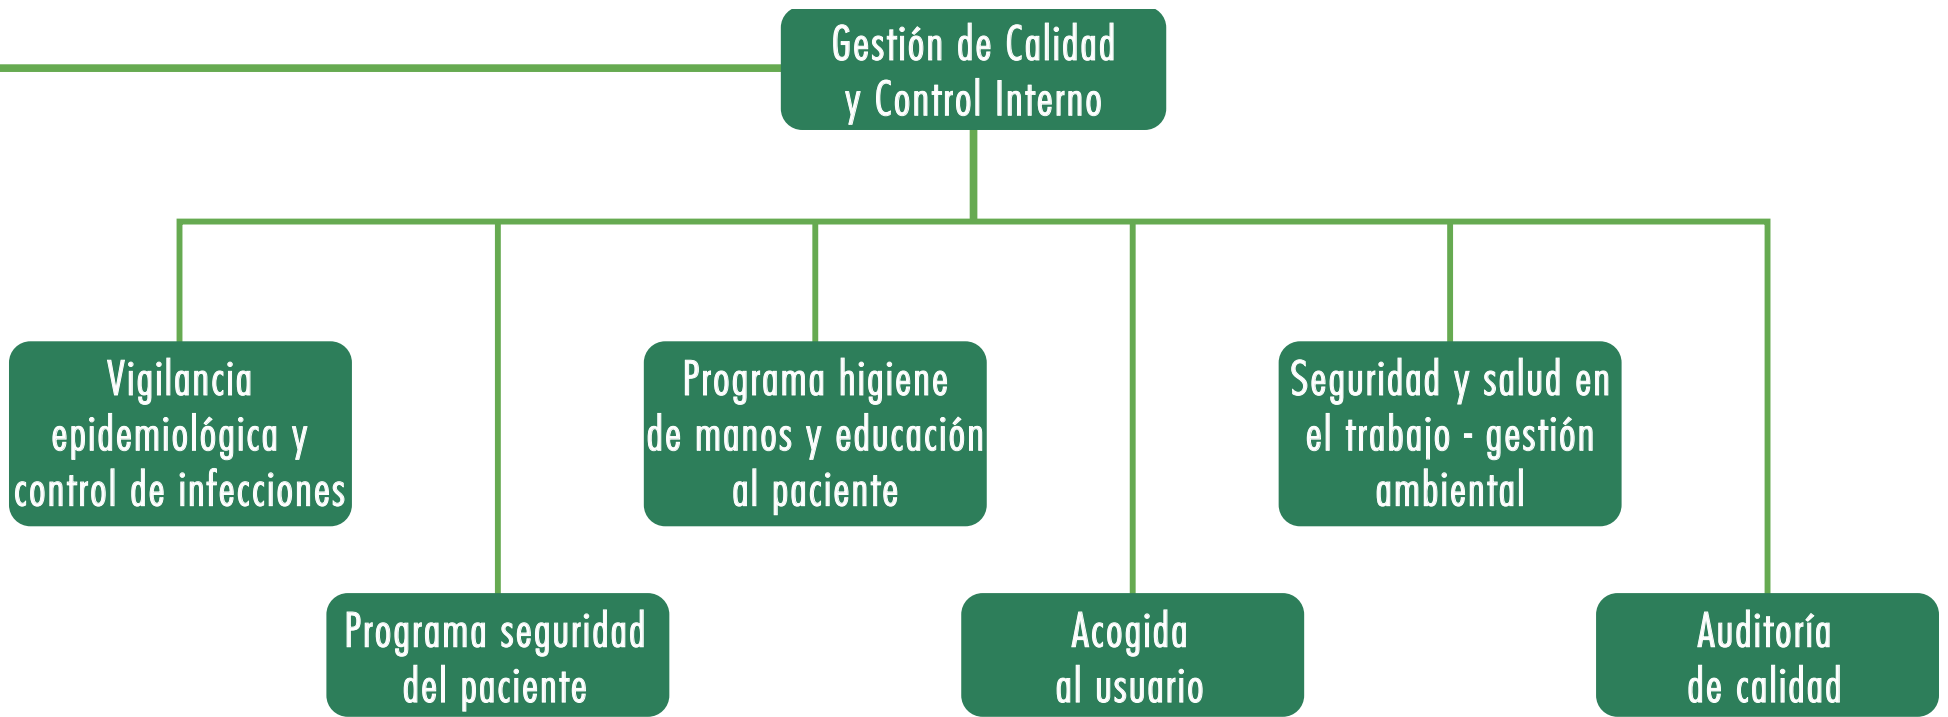 Gestión de Calidad
y Control Interno
Vigilancia
epidemiológica y
control de infecciones
Programa higiene
de manos y educación
al paciente
Seguridad y salud en
el trabajo - gestión
ambiental
Programa seguridad
del paciente
Acogida
al usuario
Auditoría
de calidad